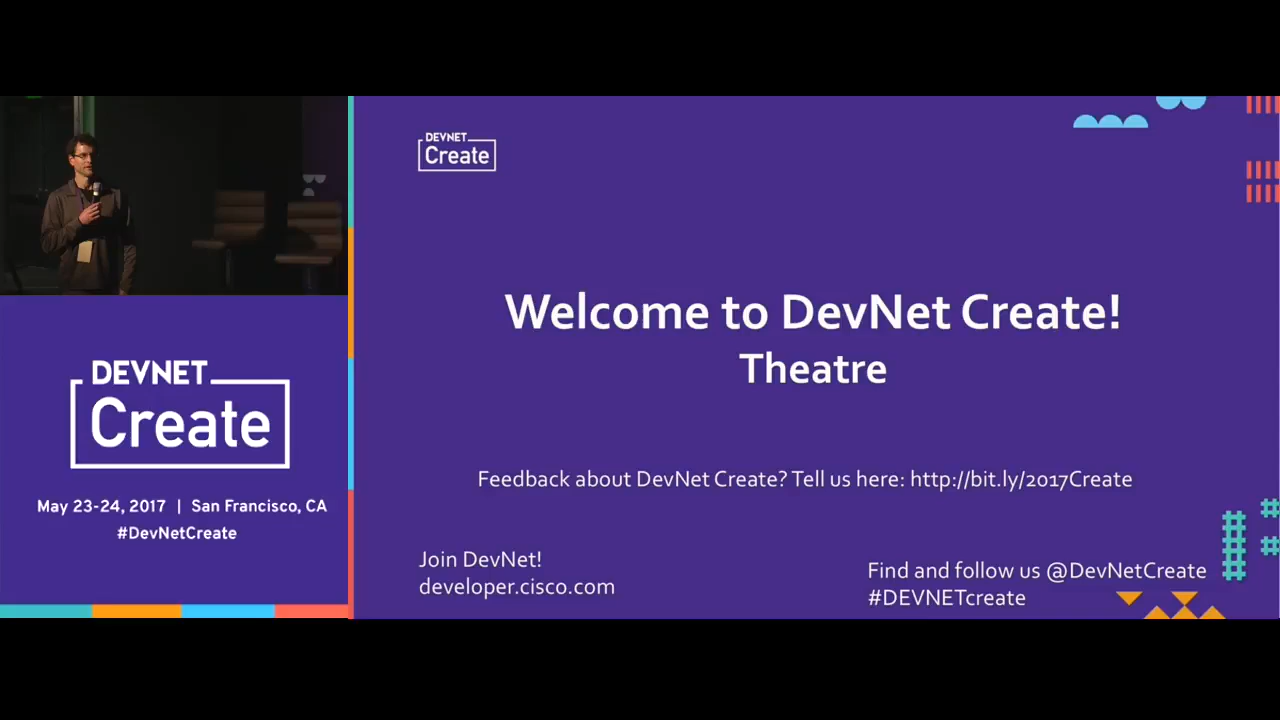 DEVNET
Create
May 23-24, 2017 | San Francisco, CA
#DevNetCreate
DEVNET
Create
Welcome to DevNet Create!
Theatre
Feedback about DevNet Create? Tell us here: http://bit.ly/2017Create
Join DevNet!
developer.cisco.com
Find and follow us @DevNetCreate
#DEVNETcreate